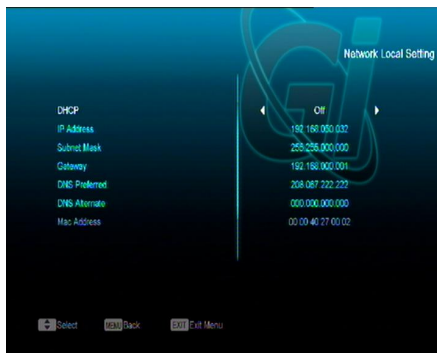 Network Local Setting
DHCP Off
IP Address 192.168.050.032
Subnet Mask 255.255.000.000
Gateway 192.168.000.001
DNS Preferred 208.067.222.222
DNS Alternate 000.000.000.000
Mac Address 00 09 40 27 00 02
Select MENU Back EXIT Exit Menu